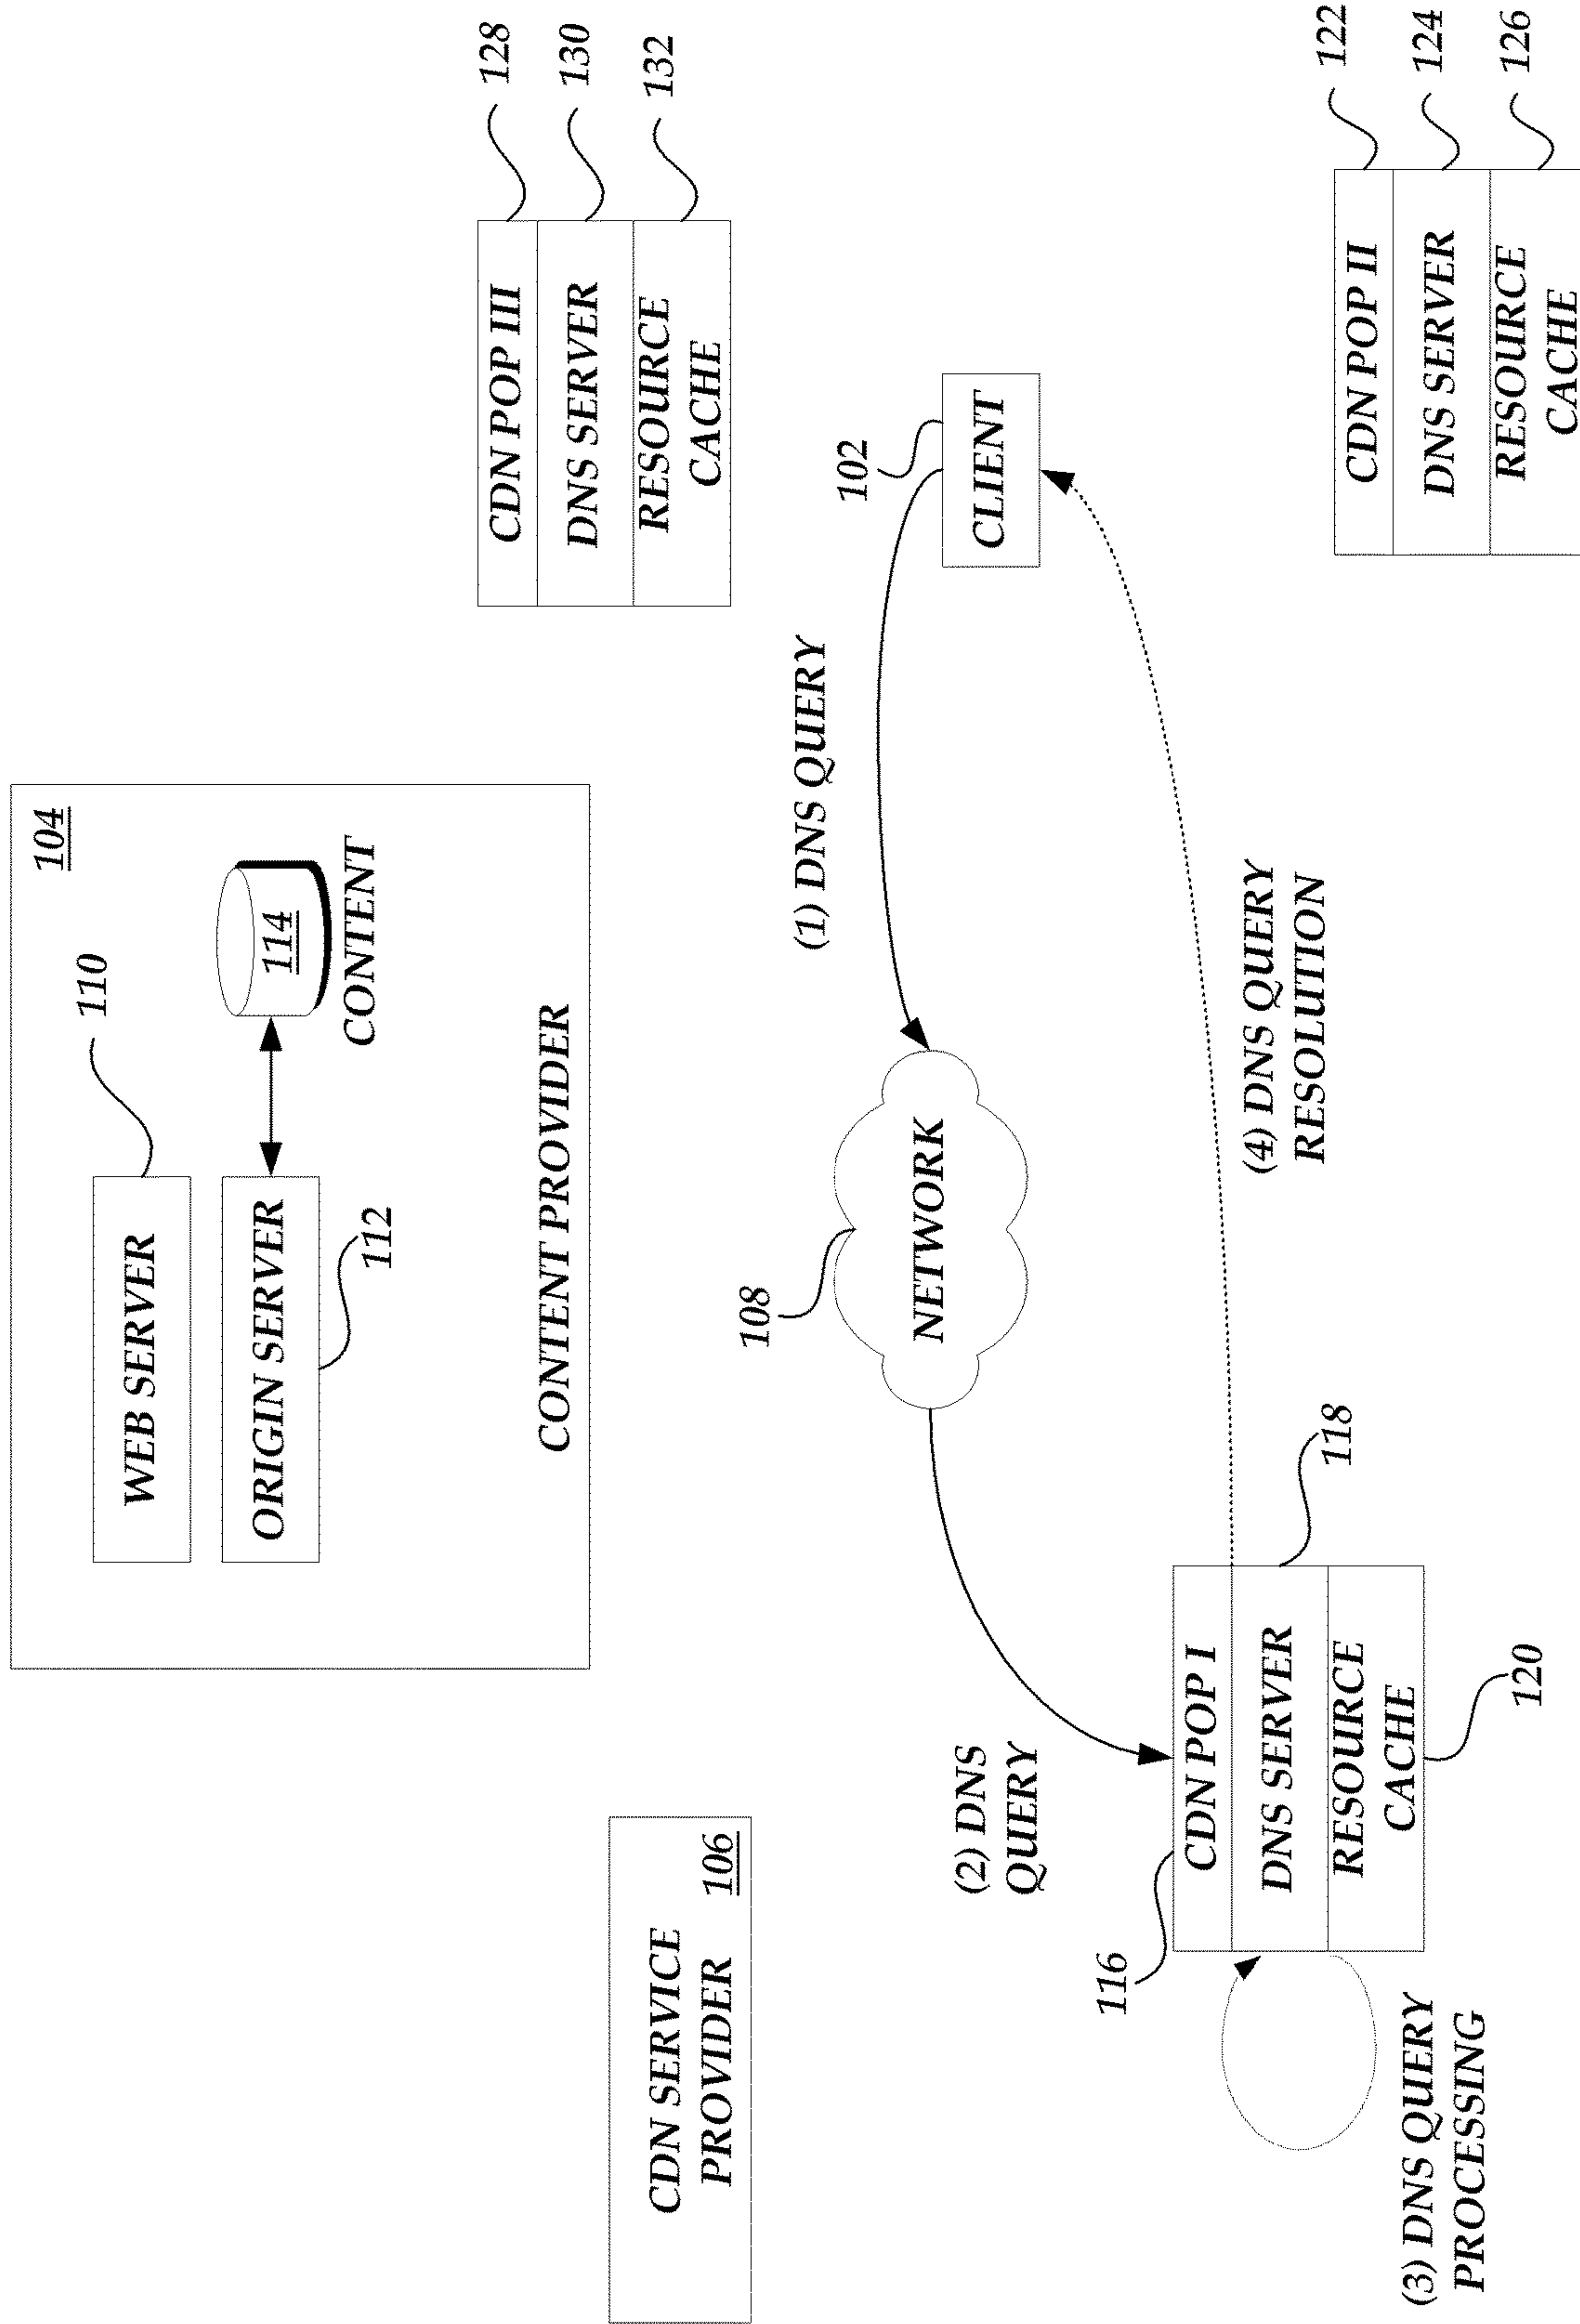 104
WEB SERVER
110
ORIGIN SERVER
112
114
CONTENT
CONTENT PROVIDER
CDN SERVICE
PROVIDER
106
CDN POP III
128
DNS SERVER
130
RESOURCE
CACHE
132
108
NETWORK
(1) DNS QUERY
102
CLIENT
(2) DNS
QUERY
116
CDN POP I
DNS SERVER
118
RESOURCE
CACHE
120
(3) DNS QUERY
PROCESSING
(4) DNS QUERY
RESOLUTION
CDN POP II
122
DNS SERVER
124
RESOURCE
CACHE
126